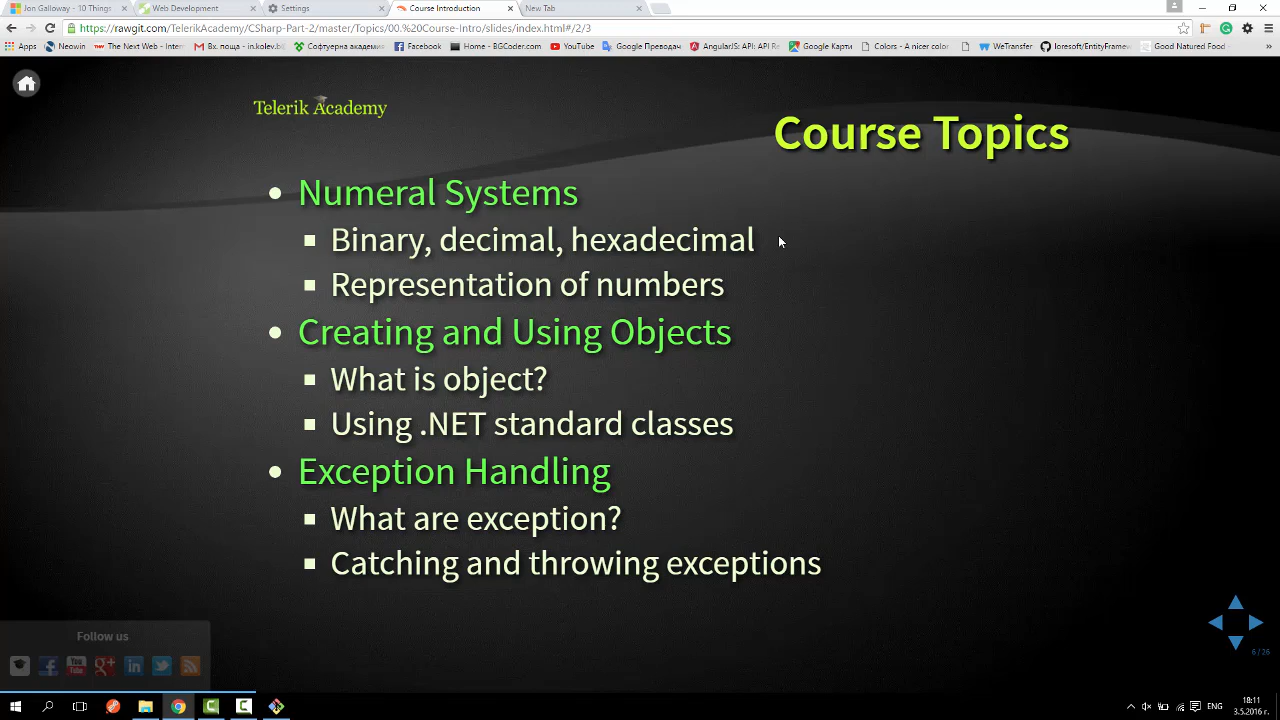 Jon Galloway - 10 Things
Web Development
Settings
Course Introduction
New Tab
https://rawgit.com/TelerikAcademy/CSharp-Part-2/master/Topics/00.%20Course-Intro/slides/index.html#/2/3
Apps
Neowin
The Next Web - Intern
Вх. поща - in.kolev.b
Софтуерна академия
Facebook
Home - BGCoder.com
YouTube
Google Преводач
AngularJS: API Re
Google Карти
Colors - A nicer color
WeTransfer
loresoft/EntityFramew
Good Natured Food -
Telerik Academy
Course Topics
• Numeral Systems
▪ Binary, decimal, hexadecimal
▪ Representation of numbers
• Creating and Using Objects
▪ What is object?
▪ Using .NET standard classes
• Exception Handling
▪ What are exception?
▪ Catching and throwing exceptions
Follow us
6 / 26
ENG
18:11
3.5.2016 г.